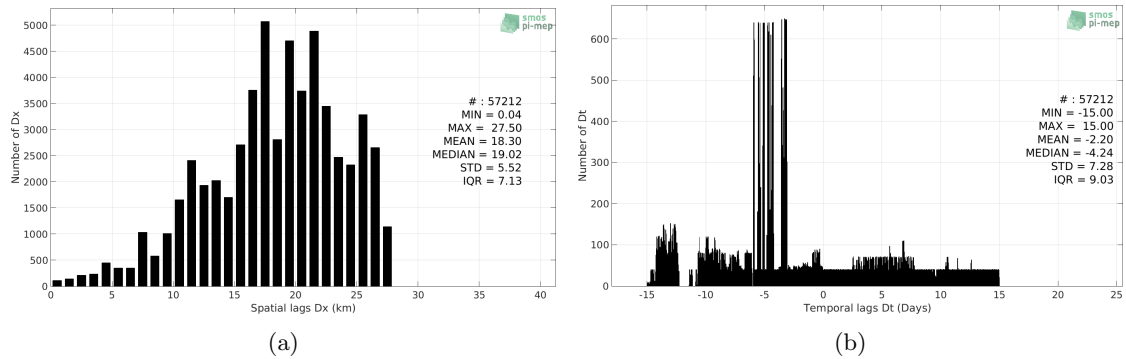 5000
4500
4000
3500
3000
2500
2000
1500
1000
500
0
Number of Dx
smos
pi-mep
# : 57212
MIN = 0.04
MAX = 27.50
MEAN = 18.30
MEDIAN = 19.02
STD = 5.52
IQR = 7.13
0 5 10 15 20 25 30 35 40
Spatial lags Dx (km)
(a)
600
500
400
300
200
100
0
Number of Dt
smos
pi-mep
# : 57212
MIN = -15.00
MAX = 15.00
MEAN = -2.20
MEDIAN = -4.24
STD = 7.28
IQR = 9.03
-15 -10 -5 0 5 10 15 20 25
Temporal lags Dt (Days)
(b)